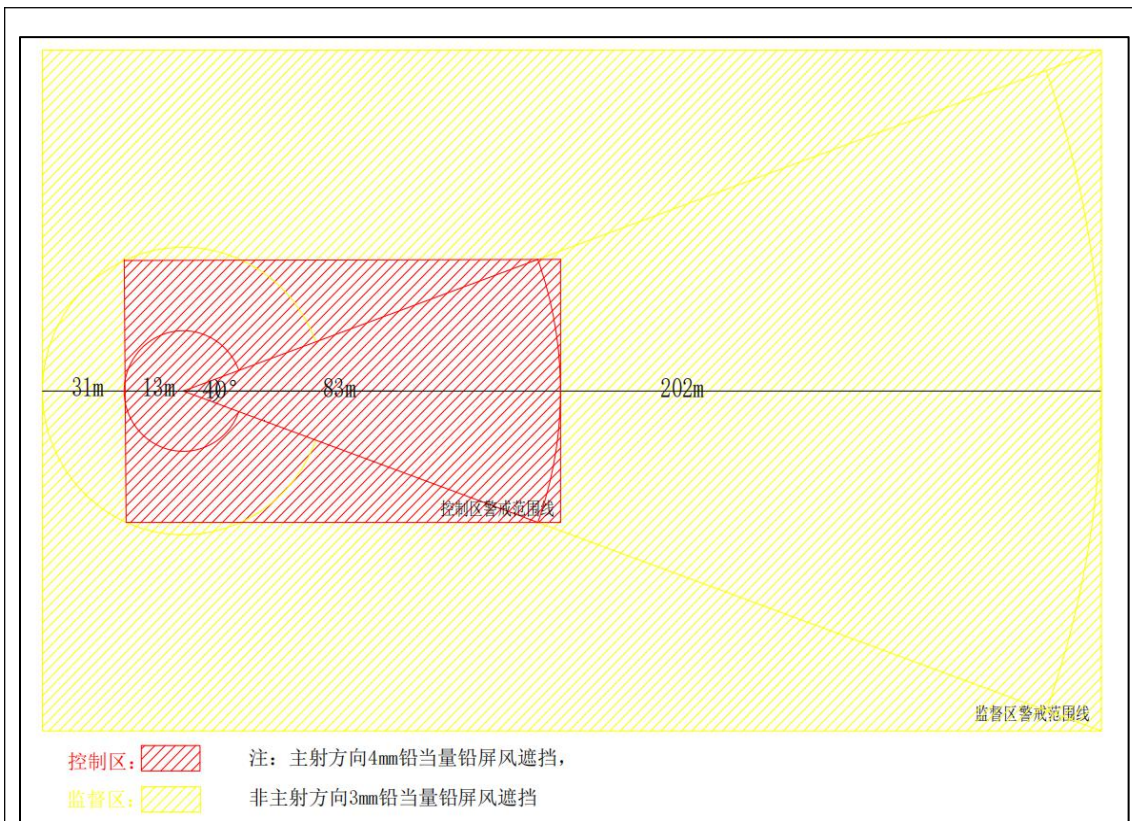 31m 13m 40° 83m 202m
控制区警戒范围线
监督区警戒范围线
控制区: 注: 主射方向4mm铅当量铅屏风遮挡,
监督区: 非主射方向3mm铅当量铅屏风遮挡